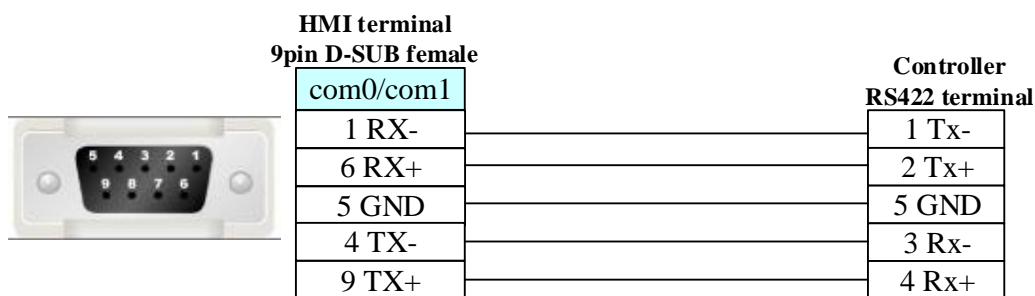 HMI terminal
9pin D-SUB female
com0/com1
1 RX-
6 RX+
5 GND
4 TX-
9 TX+
Controller
RS422 terminal
1 Tx-
2 Tx+
5 GND
3 Rx-
4 Rx+
5 4 3 2 1
9 8 7 6